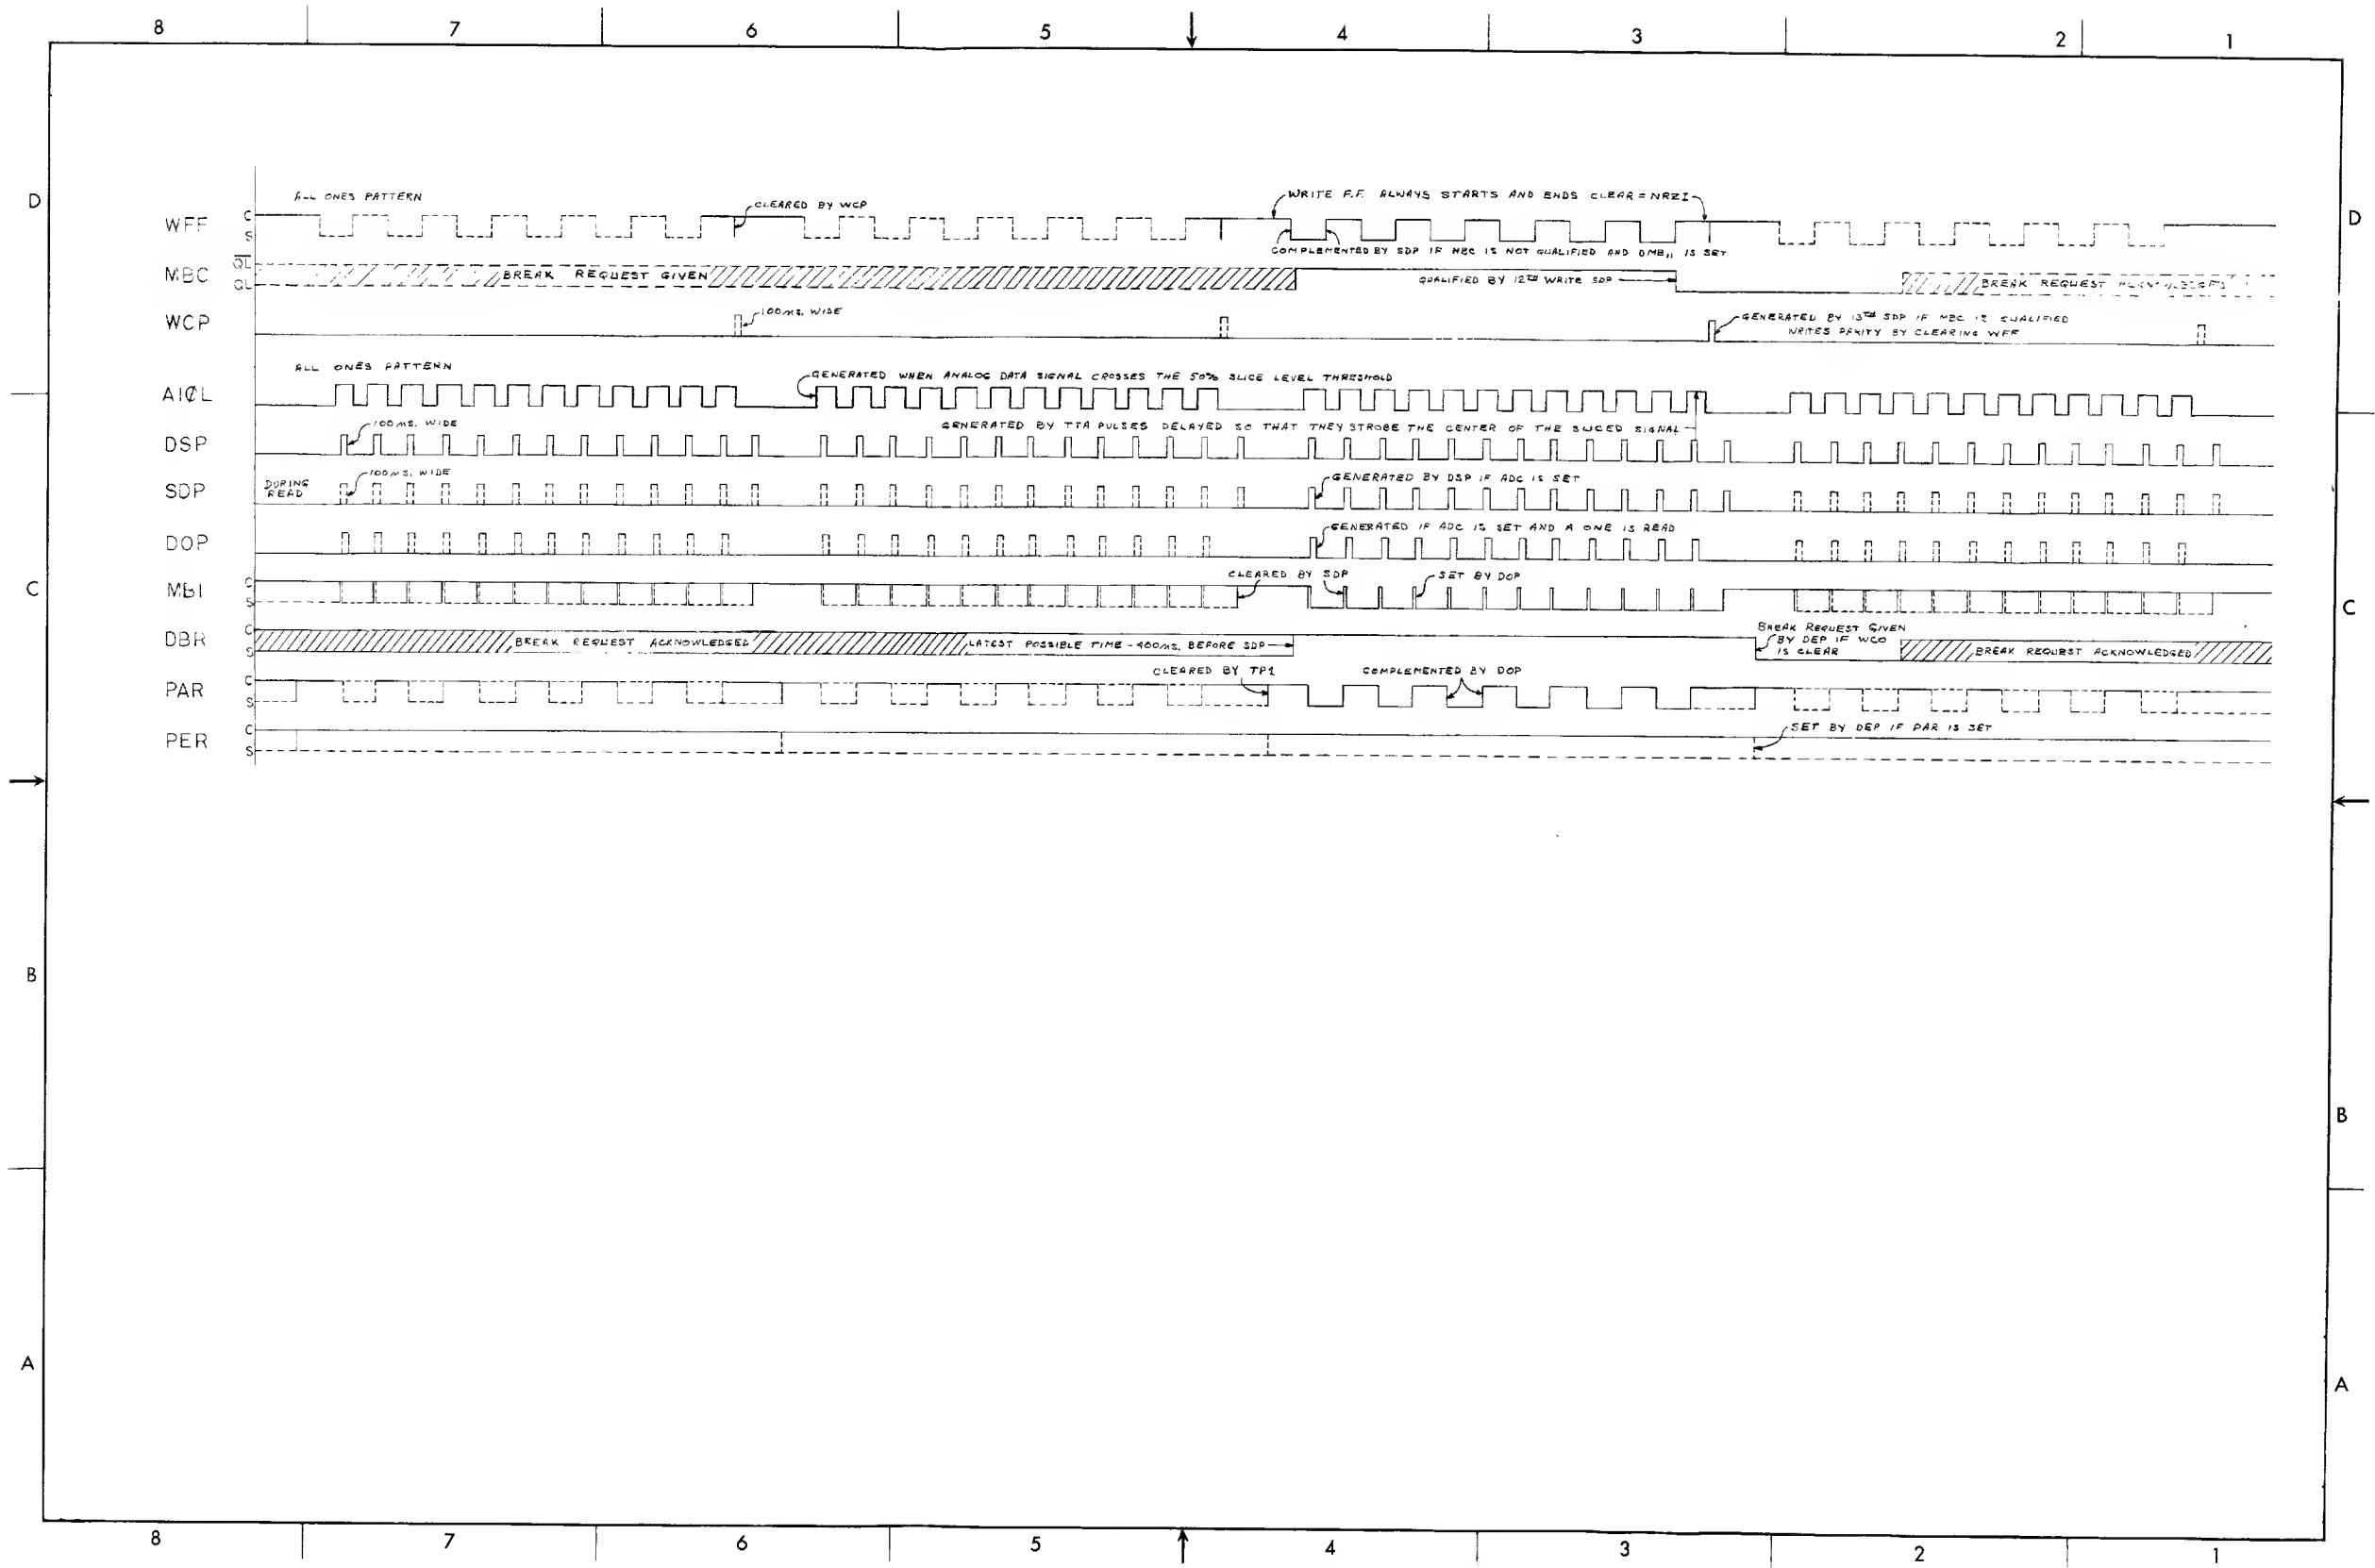 8 7 6 5 4 3 2 1
D
D
ALL ONES PATTERN
CLEARED BY WCP
WRITE F.F. ALWAYS STARTS AND ENDS CLEAR = NRZI
WFF C
S
COMPLEMENTED BY SDP IF MBC IS NOT QUALIFIED AND DMB11 IS SET
MBC QL
QL
BREAK REQUEST GIVEN
QUALIFIED BY 12TH WRITE SDP
BREAK REQUEST ACKNOWLEDGED
WCP
100NS. WIDE
GENERATED BY 13TH SDP IF MBC IS QUALIFIED
WRITES PARITY BY CLEARING WFF
ALL ONES PATTERN
GENERATED WHEN ANALOG DATA SIGNAL CROSSES THE 50% SLICE LEVEL THRESHOLD
A1¢L
100NS. WIDE
GENERATED BY TTA PULSES DELAYED SO THAT THEY STROBE THE CENTER OF THE SLICED SIGNAL
DSP
100NS. WIDE
SDP
DURING
READ
GENERATED BY DSP IF ADC IS SET
GENERATED IF ADC IS SET AND A ONE IS READ
DOP
CLEARED BY SDP
SET BY DOP
MB1 C
S
C
C
DBR C
S
BREAK REQUEST ACKNOWLEDGED
LATEST POSSIBLE TIME - 400NS. BEFORE SDP
BREAK REQUEST GIVEN
BY DEP IF WCO
IS CLEAR
BREAK REQUEST ACKNOWLEDGED
CLEARED BY TP1
COMPLEMENTED BY DOP
PAR C
S
PER C
S
SET BY DEP IF PAR IS SET
B
B
A
A
8 7 6 5 4 3 2 1